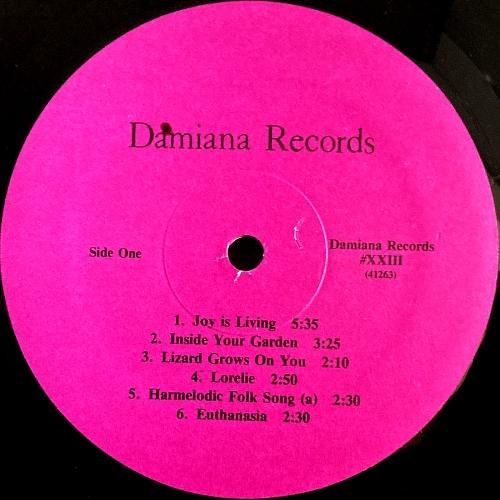 Damiana Records
Side One
Damiana Records
#XXIII
(41263)
1. Joy is Living 5:35
2. Inside Your Garden 3:25
3. Lizard Grows On You 2:10
4. Lorelie 2:50
5. Harmelodic Folk Song (a) 2:30
6. Euthanasia 2:30